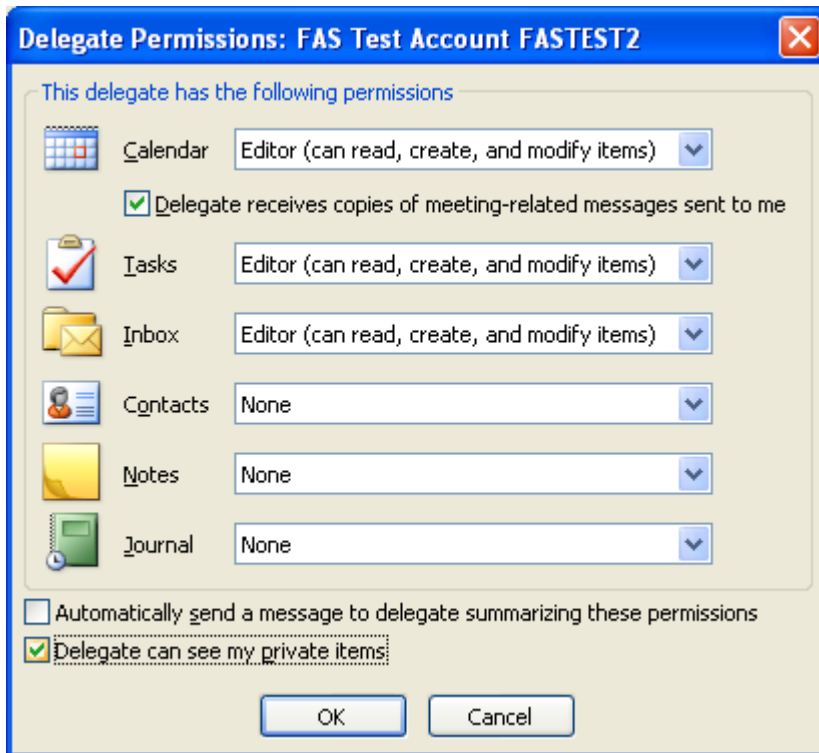 Delegate Permissions: FAS Test Account FASTEST2
This delegate has the following permissions
Calendar Editor (can read, create, and modify items)
Delegate receives copies of meeting-related messages sent to me
Tasks Editor (can read, create, and modify items)
Inbox Editor (can read, create, and modify items)
Contacts None
Notes None
Journal None
Automatically send a message to delegate summarizing these permissions
Delegate can see my private items
OK Cancel